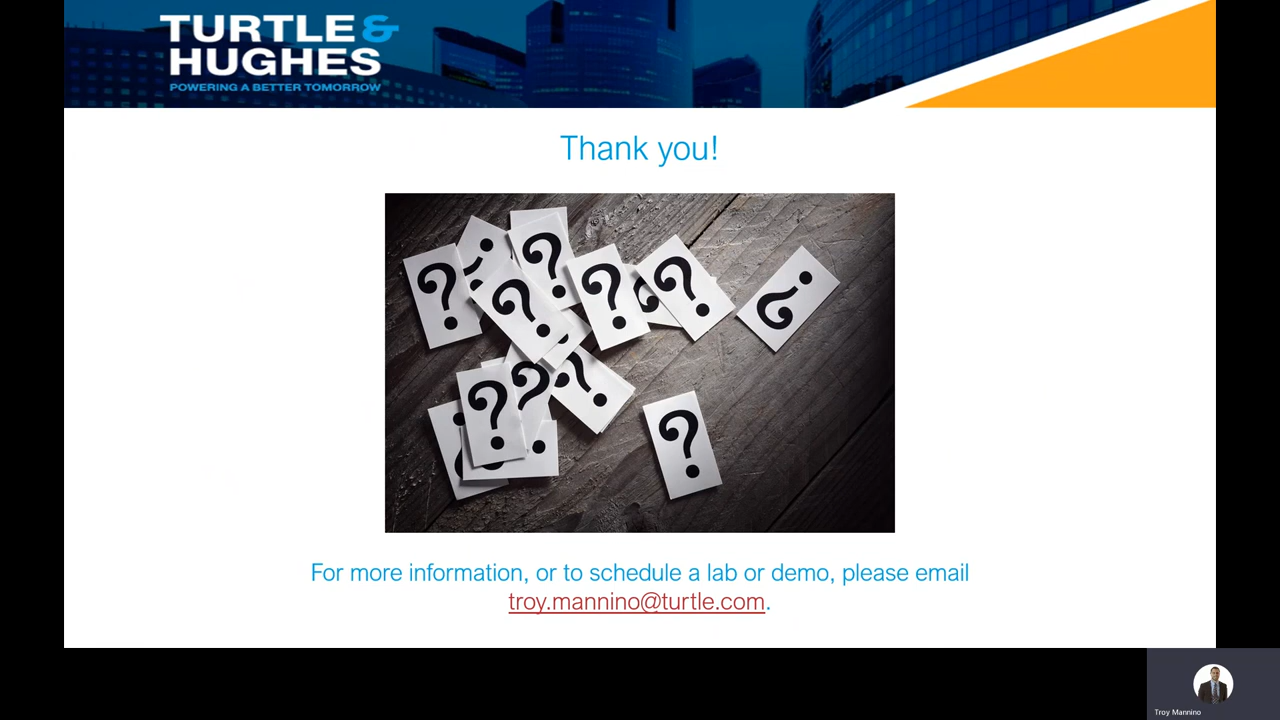 TURTLE &
HUGHES
POWERING A BETTER TOMORROW
Thank you!
? ? ? ? ? ? ? ? ? ? ? ?
For more information, or to schedule a lab or demo, please email
troy.mannino@turtle.com.
Troy Mannino